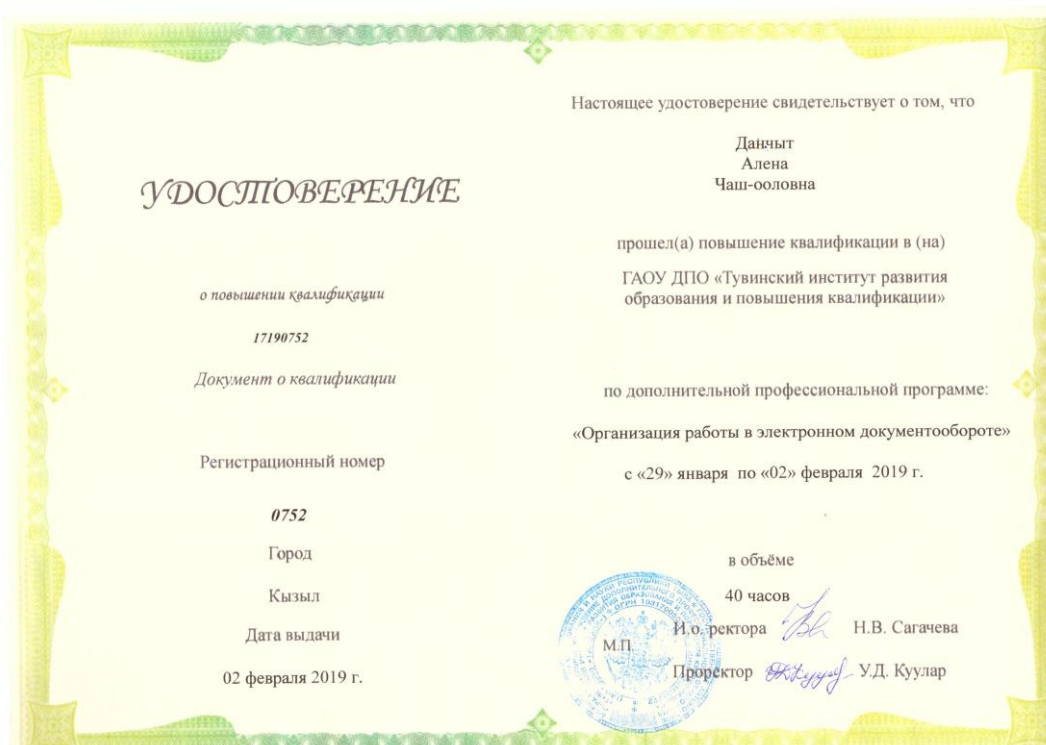 УДОСТОВЕРЕНИЕ
о повышении квалификации
17190752
Документ о квалификации
Регистрационный номер
0752
Город
Кызыл
Дата выдачи
02 февраля 2019 г.
Настоящее удостоверение свидетельствует о том, что
Данчыт
Алена
Чаш-ооловна
прошел(а) повышение квалификации в (на)
ГАОУ ДПО «Тувинский институт развития
образования и повышения квалификации»
по дополнительной профессиональной программе:
«Организация работы в электронном документообороте»
с «29» января по «02» февраля 2019 г.
в объёме
40 часов
М.П.
И.о. ректора Н.В. Сагачева
Проректор У.Д. Куулар